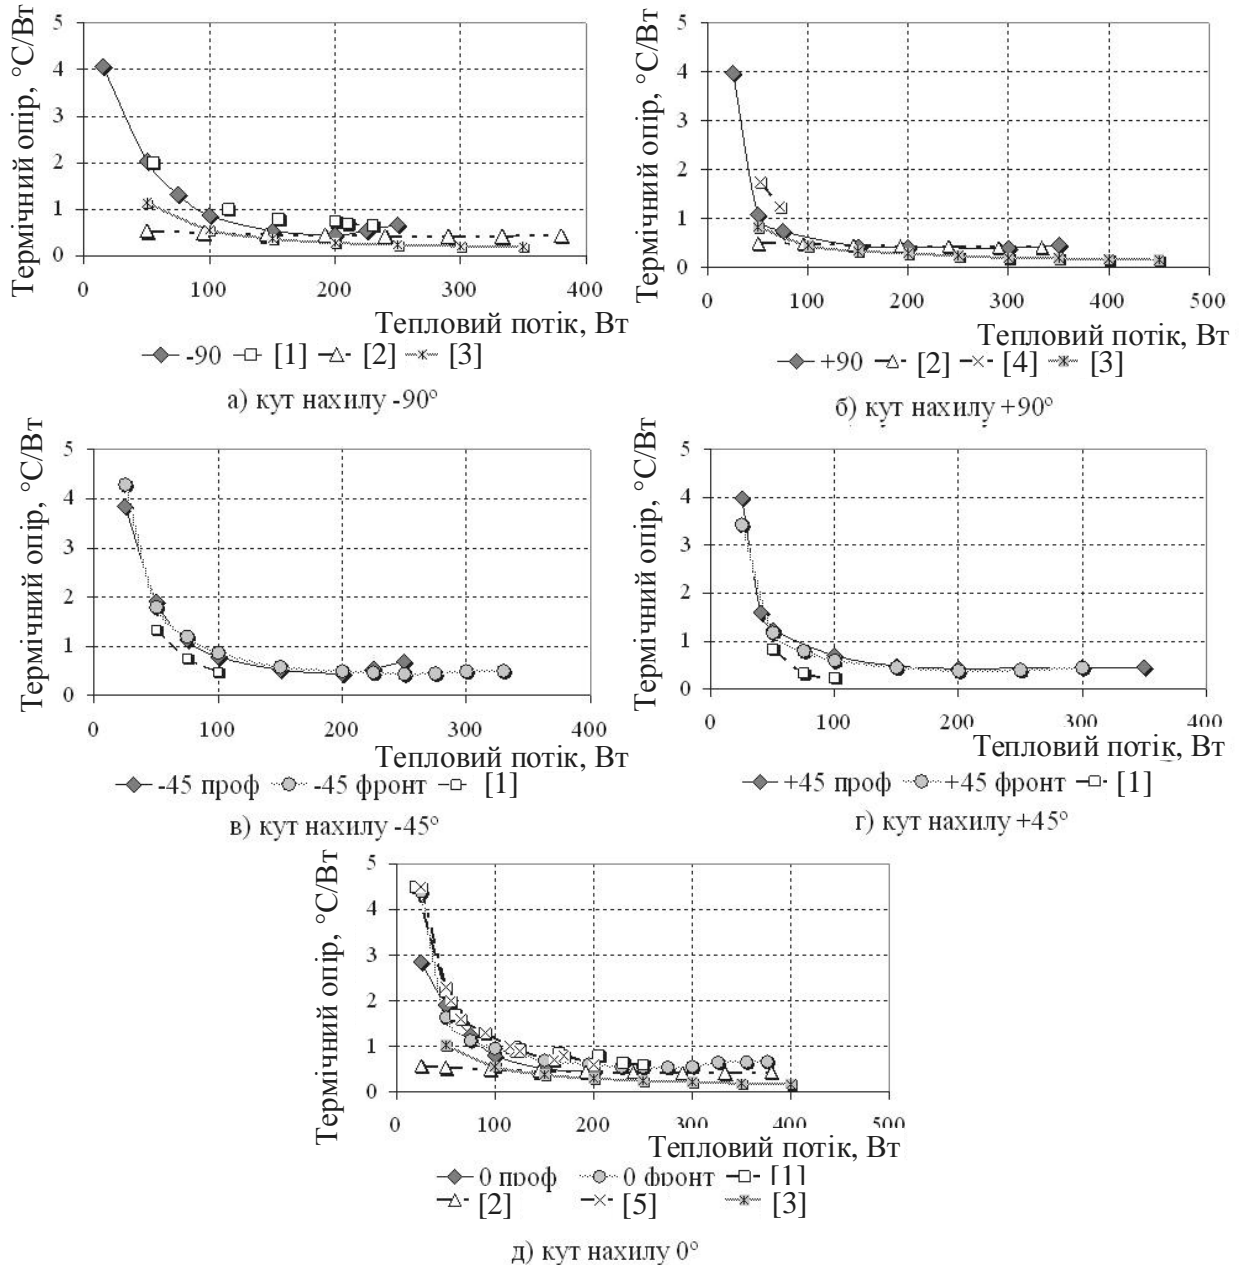 Термічний опір, °С/Вт
5
4
3
2
1
0
0 100 200 300 400
Тепловий потік, Вт
-90 [1] [2] [3]
а) кут нахилу -90°
Термічний опір, °С/Вт
5
4
3
2
1
0
0 100 200 300 400 500
Тепловий потік, Вт
+90 [2] [4] [3]
б) кут нахилу +90°
Термічний опір, °С/Вт
5
4
3
2
1
0
0 100 200 300 400
Тепловий потік, Вт
-45 проф -45 фронт [1]
в) кут нахилу -45°
Термічний опір, °С/Вт
5
4
3
2
1
0
0 100 200 300 400
Тепловий потік, Вт
+45 проф +45 фронт [1]
г) кут нахилу +45°
Термічний опір, °С/Вт
5
4
3
2
1
0
0 100 200 300 400 500
Тепловий потік, Вт
0 проф 0 фронт [1]
[2] [5] [3]
д) кут нахилу 0°